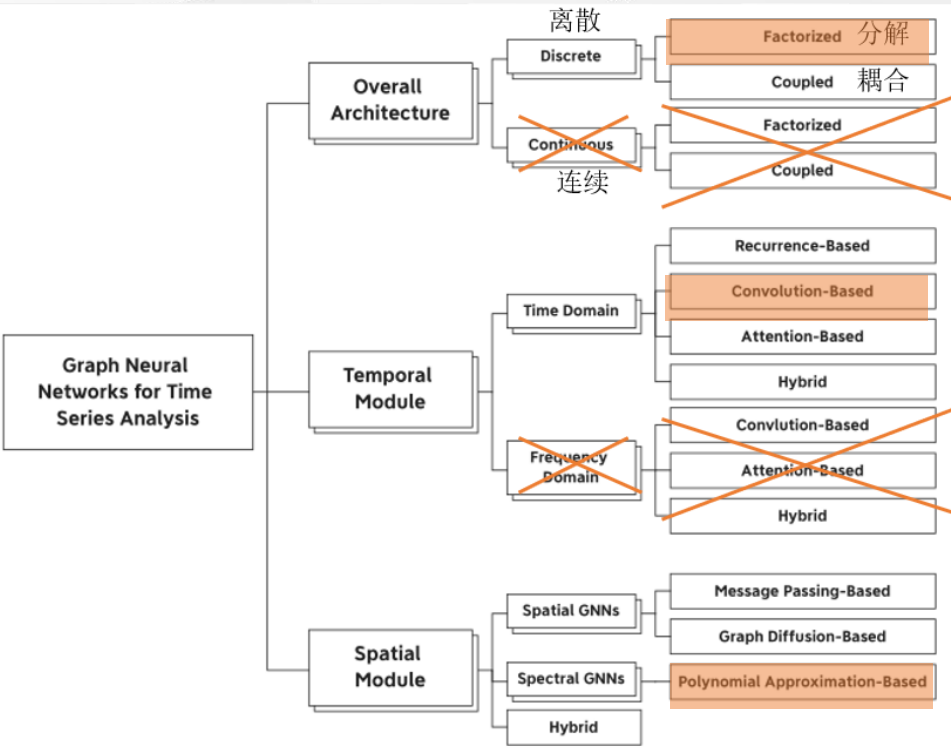 离散
Factorized 分解
Discrete
Overall
Architecture
Coupled 耦合
Factorized
Continuous
Coupled
连续
Recurrence-Based
Convolution-Based
Time Domain
Attention-Based
Graph Neural
Networks for Time
Series Analysis
Temporal
Module
Hybrid
Convlution-Based
Frequency
Domain
Attention-Based
Hybrid
Message Passing-Based
Spatial GNNs
Graph Diffusion-Based
Spatial
Module
Spectral GNNs
Polynomial Approximation-Based
Hybrid